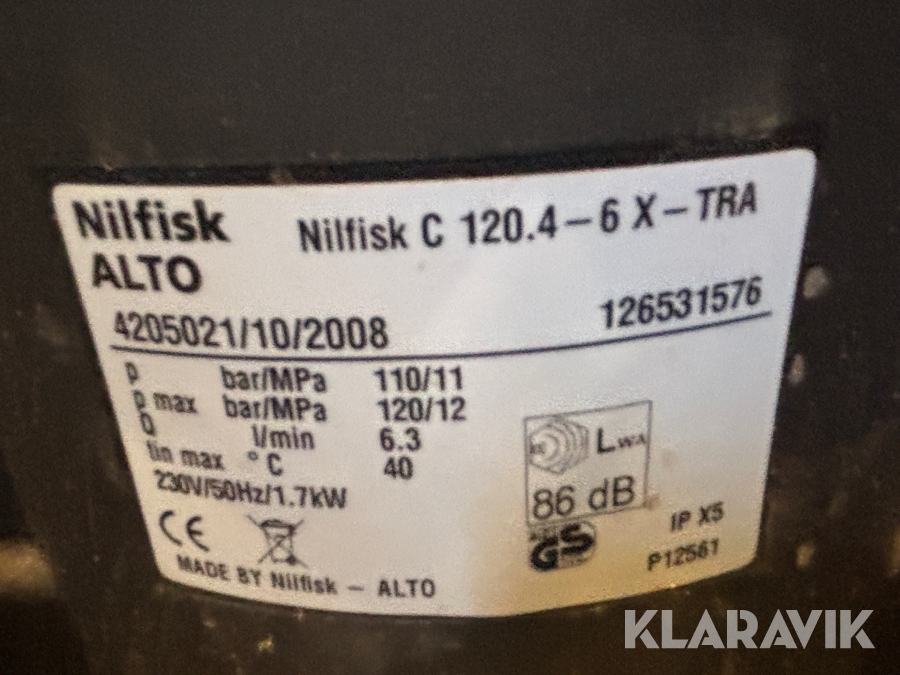 Nilfisk
ALTO
Nilfisk C 120.4-6 X-TRA
4205021/10/2008
126531576
p bar/MPa 110/11
p max bar/MPa 120/12
Q l/min 6.3
tin max °C 40
230V/50Hz/1.7kW
CE
MADE BY Nilfisk - ALTO
LWA
86 dB
GS
IP X5
P12561
KLARAVIK